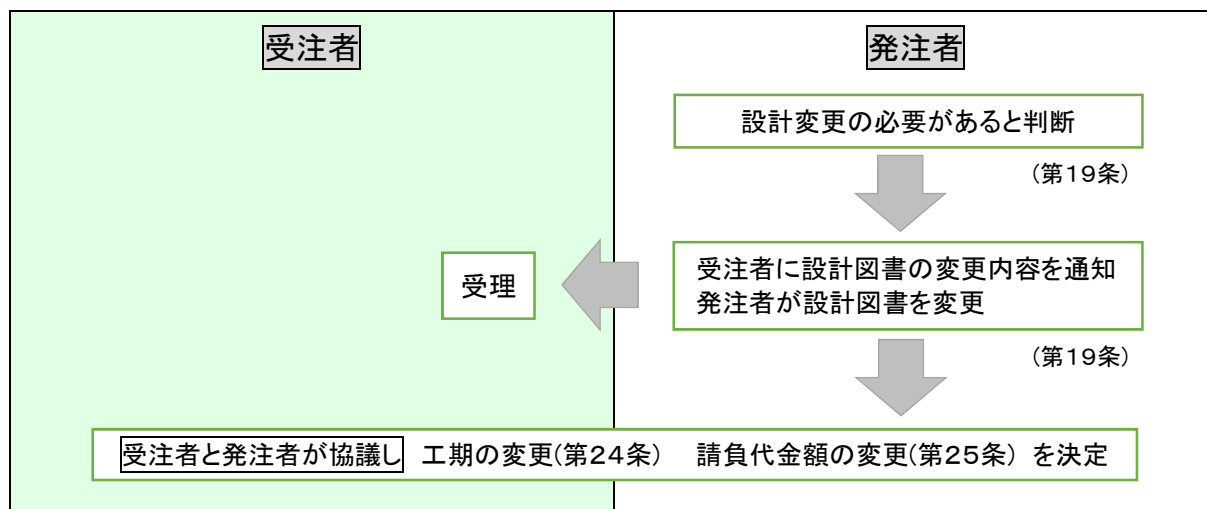 受注者
発注者
設計変更の必要があると判断
(第19条)
受注者に設計図書の変更内容を通知
発注者が設計図書を変更
受理
(第19条)
受注者と発注者が協議し 工期の変更(第24条) 請負代金額の変更(第25条) を決定